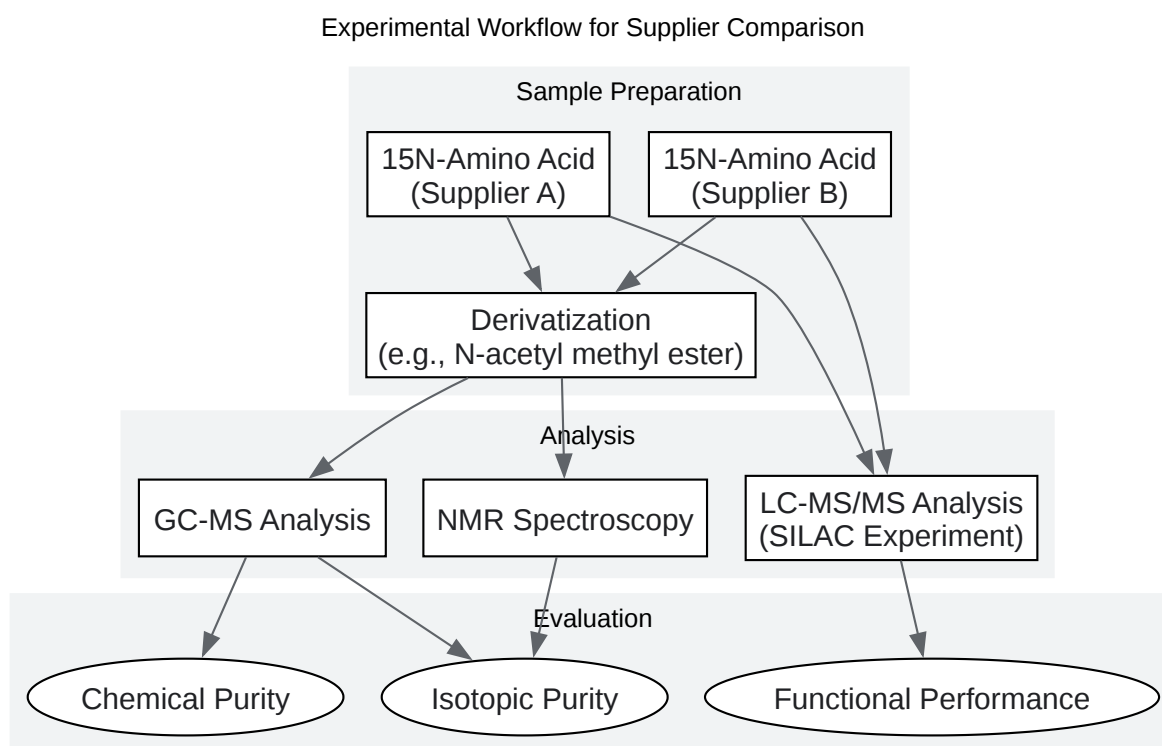 Experimental Workflow for Supplier Comparison
Sample Preparation
15N-Amino Acid
(Supplier A)
15N-Amino Acid
(Supplier B)
Derivatization
(e.g., N-acetyl methyl ester)
Analysis
GC-MS Analysis
NMR Spectroscopy
LC-MS/MS Analysis
(SILAC Experiment)
Evaluation
Chemical Purity
Isotopic Purity
Functional Performance